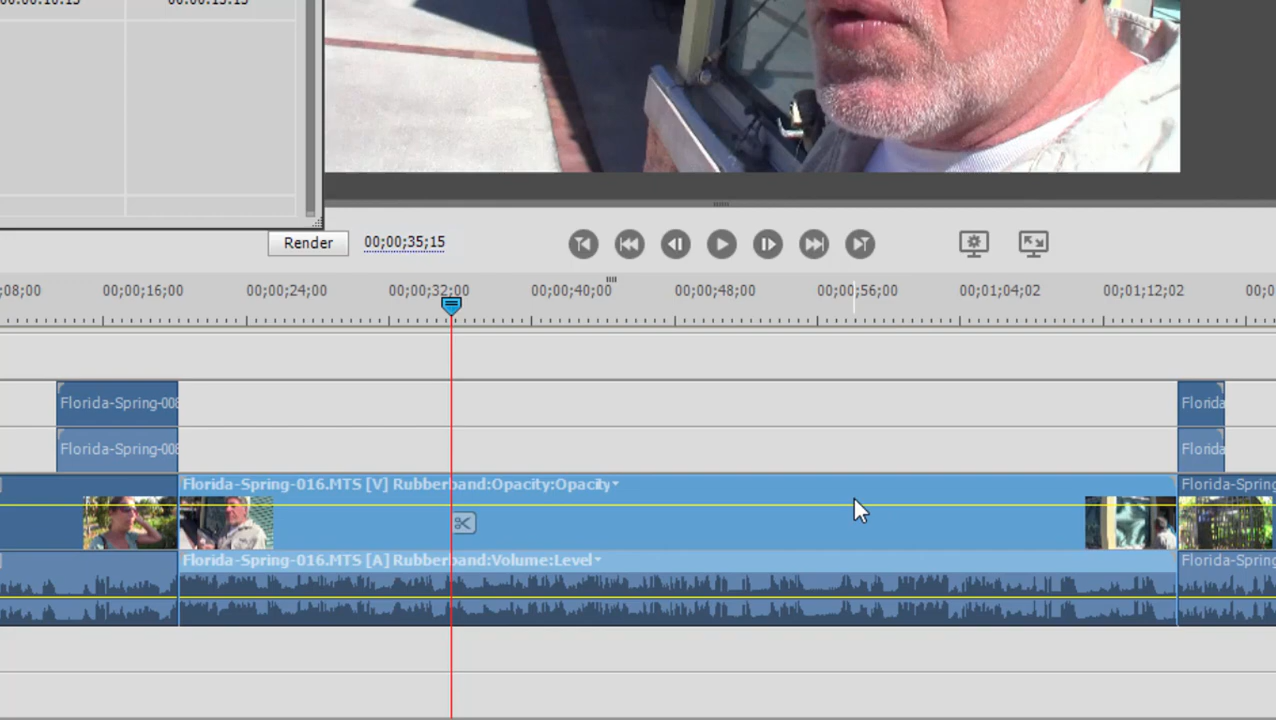 Render 00;00;35;15
;08;00 00;00;16;00 00;00;24;00 00;00;32;00 00;00;40;00 00;00;48;00 00;00;56;00 00;01;04;02 00;01;12;02 00;0
Florida-Spring-008 Florida
Florida-Spring-008 Florida
Florida-Spring-016.MTS [V] Rubberband:Opacity:Opacity Florida-Spring
Florida-Spring-016.MTS [A] Rubberband:Volume:Level Florida-Spring